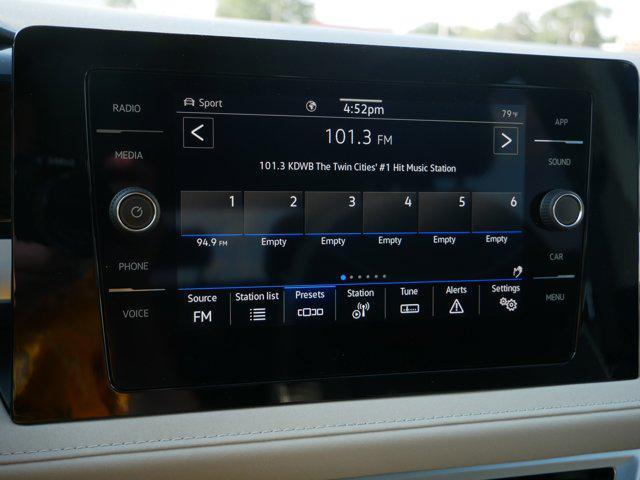 Sport
4:52pm
79°F
RADIO
APP
101.3 FM
MEDIA
SOUND
101.3 KDWB The Twin Cities' #1 Hit Music Station
1 2 3 4 5 6
94.9 FM Empty Empty Empty Empty Empty
PHONE
CAR
Source Station list Presets Station Tune Alerts Settings
FM
VOICE
MENU